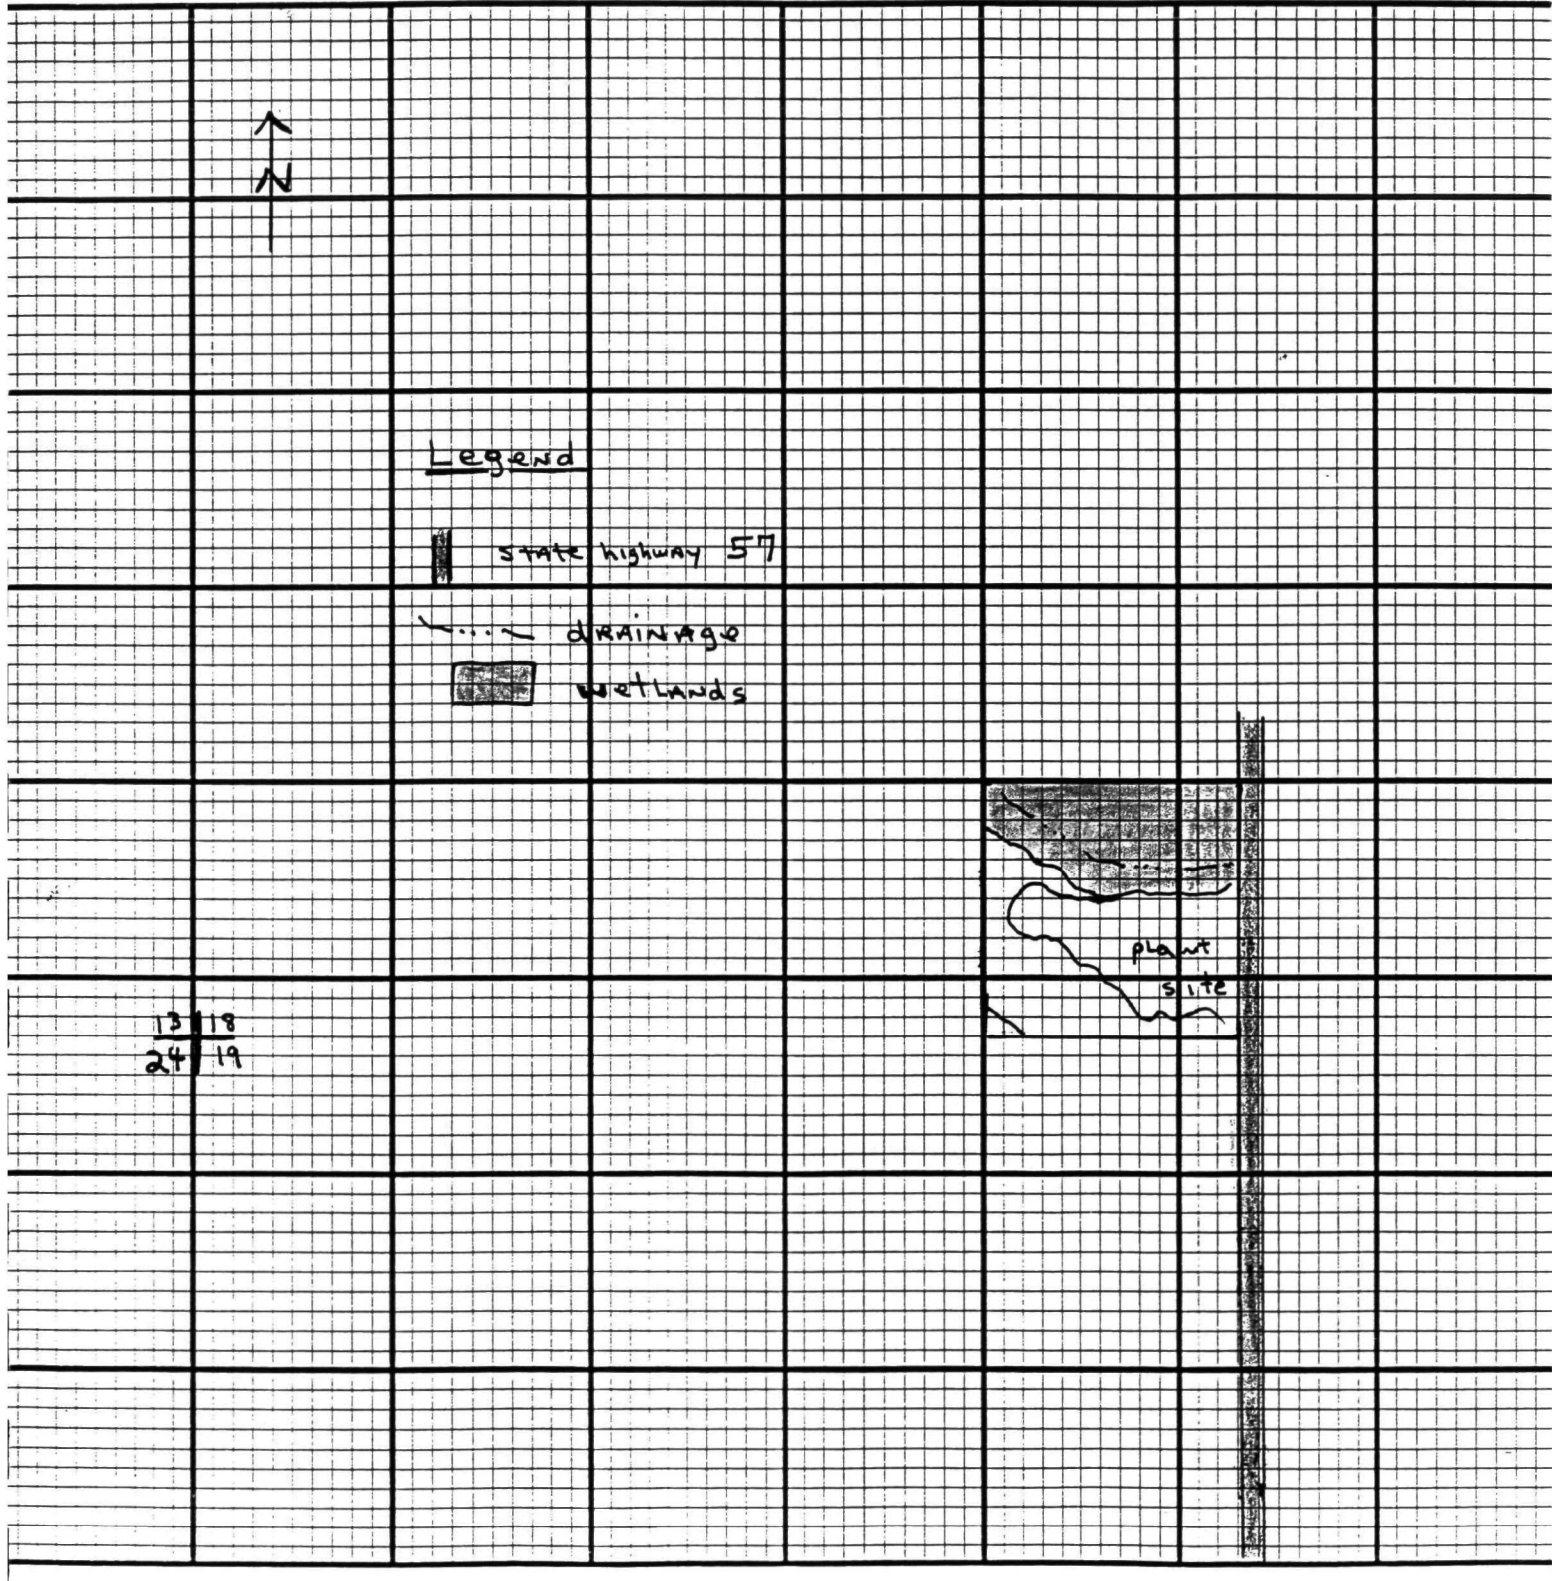 N
Legend
State highway 57
drainage
wetlands
plant
site
13 18
24 19